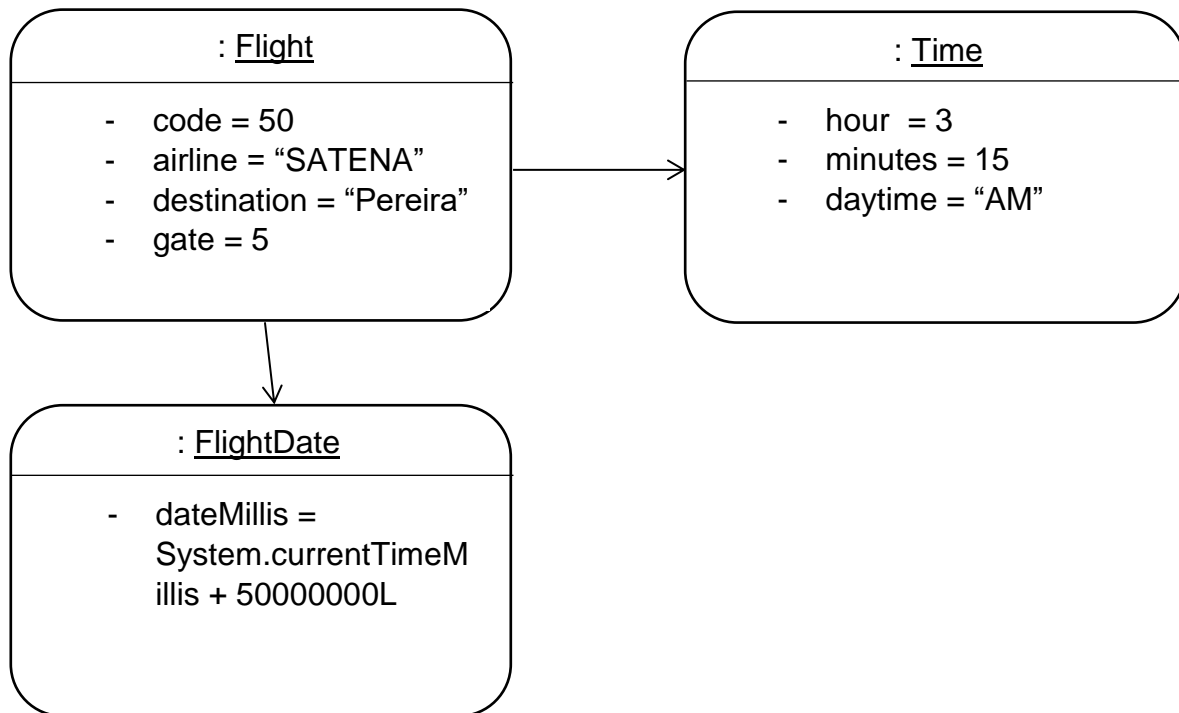 : Flight
- code = 50
- airline = “SATENA”
- destination = “Pereira”
- gate = 5
: Time
- hour  = 3
- minutes = 15
- daytime = “AM”
: FlightDate
- dateMillis =
System.currentTimeM
illis + 50000000L